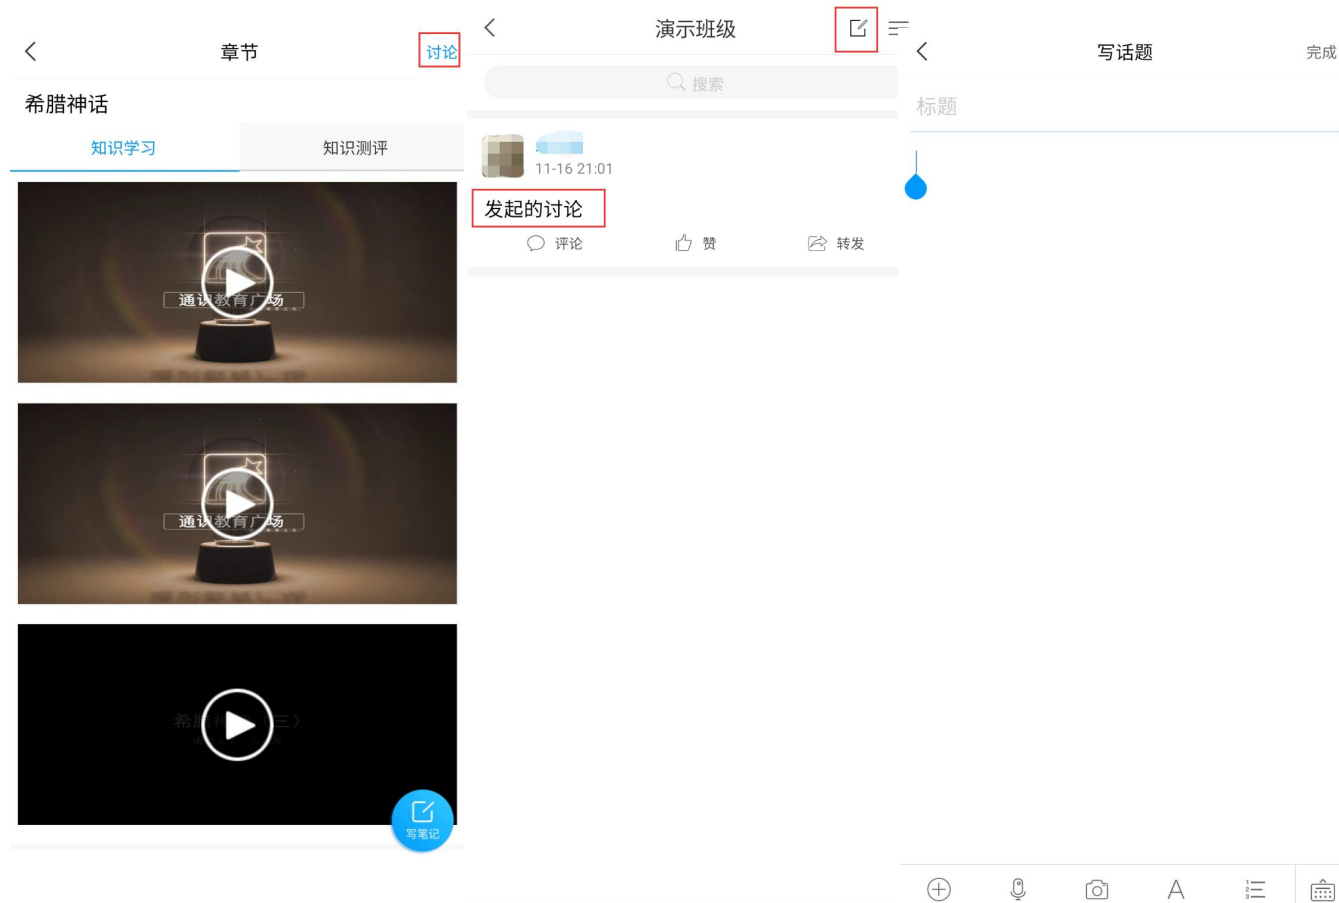 章节
讨论
希腊神话
知识学习
知识测评
通识教育广场
通识教育广场
写笔记
演示班级
搜索
11-16 21:01
发起的讨论
评论
赞
转发
写话题
完成
标题